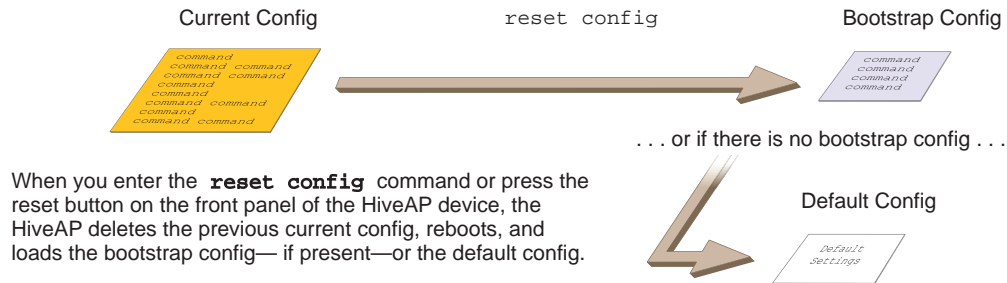 Current Config
reset config
Bootstrap Config
command
command command
command command
command
command
command command
command
command command
command
command
command
command
. . . or if there is no bootstrap config . . .
When you enter the reset config command or press the
reset button on the front panel of the HiveAP device, the
HiveAP deletes the previous current config, reboots, and
loads the bootstrap config— if present—or the default config.
Default Config
Default
Settings